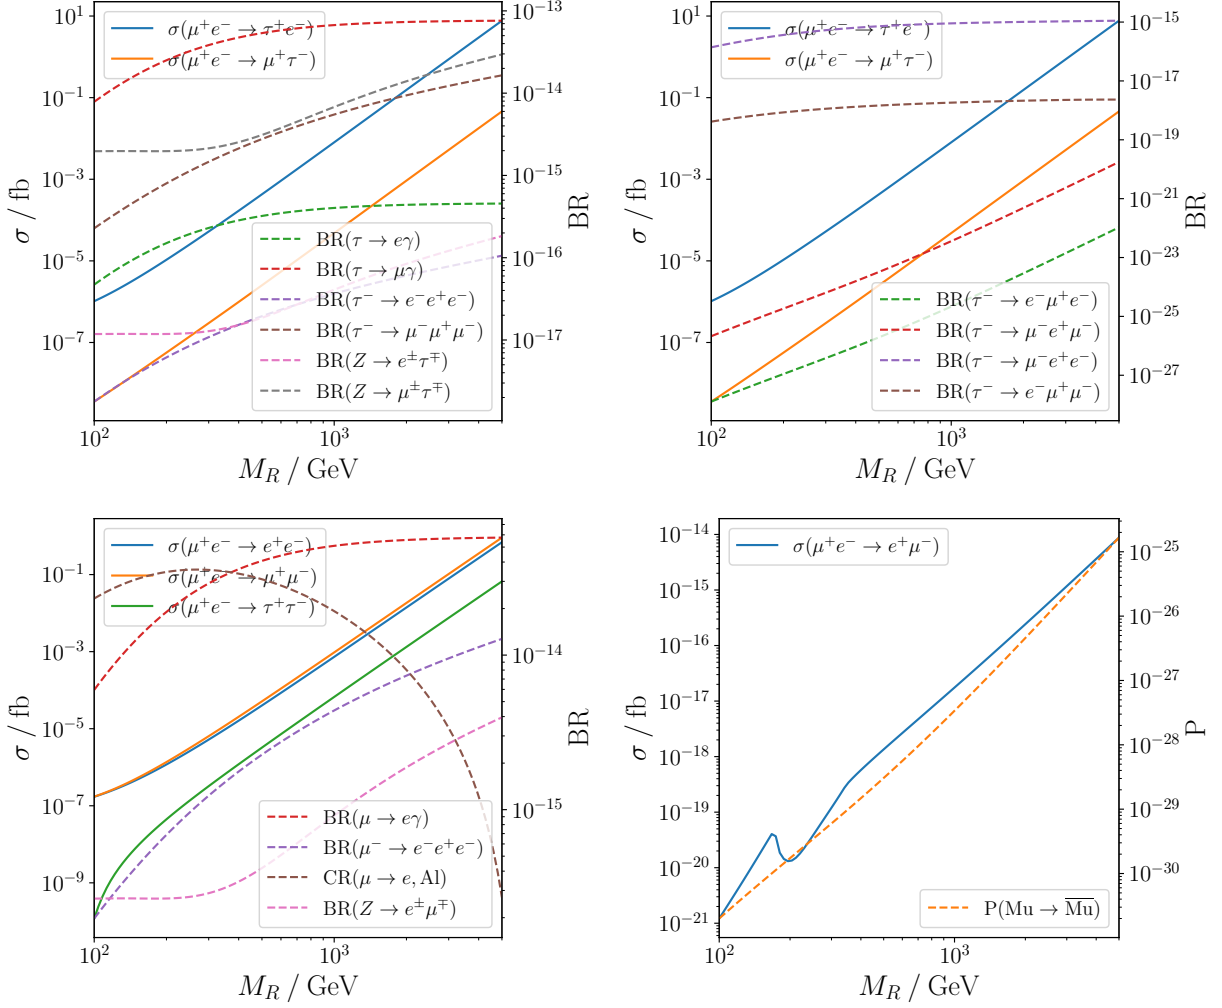 σ(μ⁺e⁻ → τ⁺e⁻)
σ(μ⁺e⁻ → μ⁺τ⁻)
BR(τ → eγ)
BR(τ → μγ)
BR(τ⁻ → e⁻e⁺e⁻)
BR(τ⁻ → μ⁻μ⁺μ⁻)
BR(Z → e±τ∓)
BR(Z → μ±τ∓)
10¹
10⁻¹
10⁻³
10⁻⁵
10⁻⁷
σ / fb
10⁻¹³
10⁻¹⁴
10⁻¹⁵
10⁻¹⁶
10⁻¹⁷
BR
10²
10³
M_R / GeV
σ(μ⁺e⁻ → τ⁺e⁻)
σ(μ⁺e⁻ → μ⁺τ⁻)
BR(τ⁻ → e⁻μ⁺e⁻)
BR(τ⁻ → μ⁻e⁺μ⁻)
BR(τ⁻ → μ⁻e⁺e⁻)
BR(τ⁻ → e⁻μ⁺μ⁻)
10¹
10⁻¹
10⁻³
10⁻⁵
10⁻⁷
σ / fb
10⁻¹⁵
10⁻¹⁷
10⁻¹⁹
10⁻²¹
10⁻²³
10⁻²⁵
10⁻²⁷
BR
10²
10³
M_R / GeV
σ(μ⁺e⁻ → e⁺e⁻)
σ(μ⁺e⁻ → μ⁺μ⁻)
σ(μ⁺e⁻ → τ⁺τ⁻)
BR(μ → eγ)
BR(μ⁻ → e⁻e⁺e⁻)
CR(μ → e, Al)
BR(Z → e±μ∓)
10⁻¹
10⁻³
10⁻⁵
10⁻⁷
10⁻⁹
σ / fb
10⁻¹⁴
10⁻¹⁵
BR
10²
10³
M_R / GeV
σ(μ⁺e⁻ → e⁺μ⁻)
P(Mu → M̅u̅)
10⁻¹⁴
10⁻¹⁵
10⁻¹⁶
10⁻¹⁷
10⁻¹⁸
10⁻¹⁹
10⁻²⁰
10⁻²¹
σ / fb
10⁻²⁵
10⁻²⁶
10⁻²⁷
10⁻²⁸
10⁻²⁹
10⁻³⁰
P
10²
10³
M_R / GeV